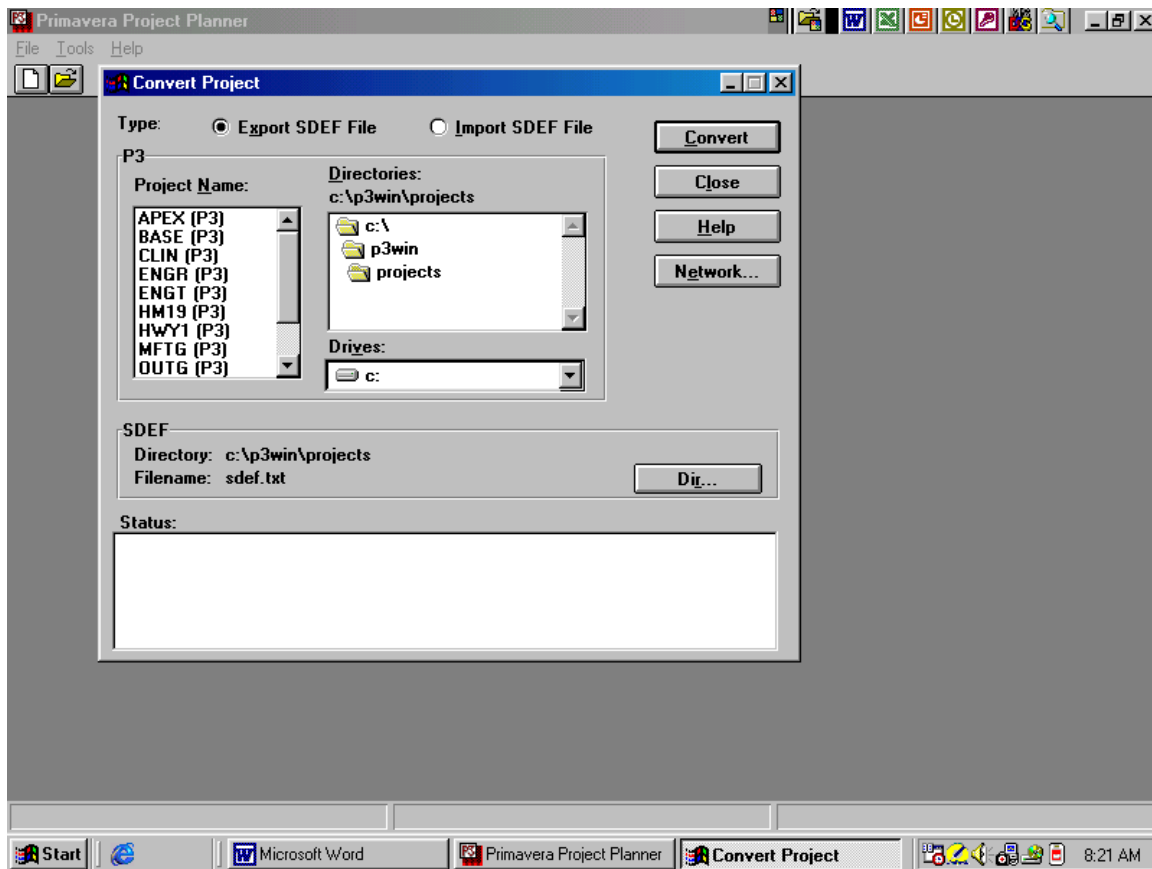 Primavera Project Planner
File Tools Help
Convert Project
Type: Export SDEF File Import SDEF File
Convert
Close
Help
Network...
P3
Project Name:
APEX (P3)
BASE (P3)
CLIN (P3)
ENGR (P3)
ENGT (P3)
HM19 (P3)
HWY1 (P3)
MFTG (P3)
OUTG (P3)
Directories:
c:\p3win\projects
c:\
p3win
projects
Drives:
c:
SDEF
Directory: c:\p3win\projects
Filename: sdef.txt
Dir...
Status:
Start Microsoft Word Primavera Project Planner Convert Project 8:21 AM